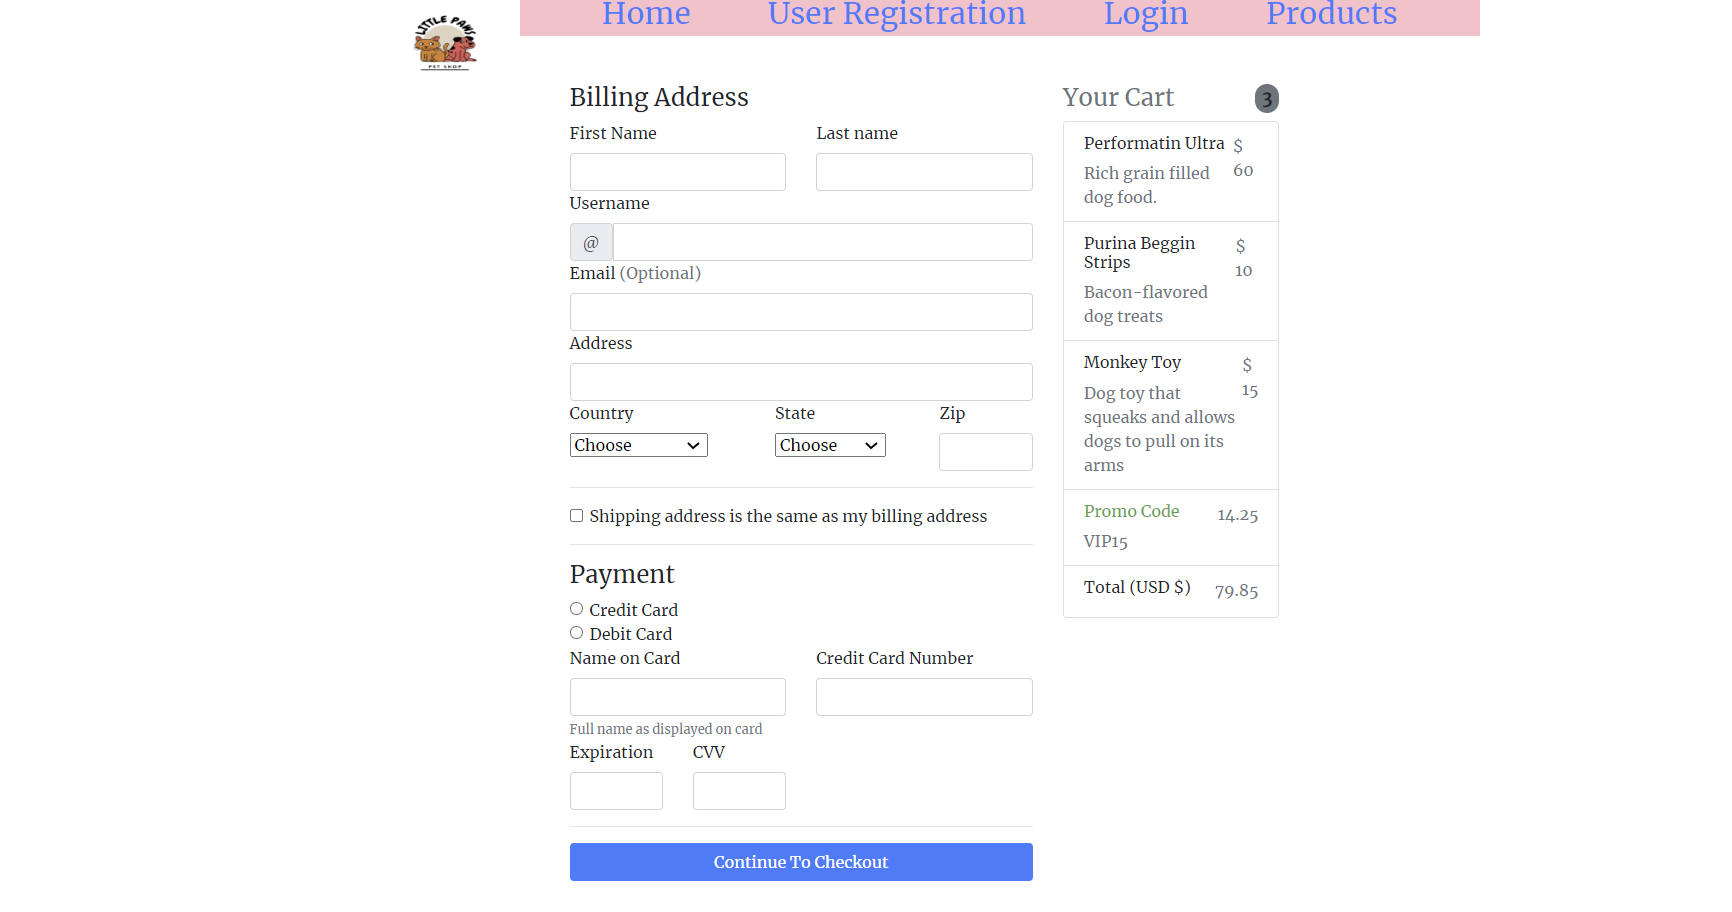 LITTLE PAWS
PET SHOP
Home User Registration Login Products
Billing Address
First Name Last name
Username
@
Email (Optional)
Address
Country State Zip
Choose Choose
Shipping address is the same as my billing address
Payment
Credit Card
Debit Card
Name on Card Credit Card Number
Full name as displayed on card
Expiration CVV
Continue To Checkout
Your Cart 3
Performatin Ultra $
60
Rich grain filled
dog food.
Purina Beggin $
Strips 10
Bacon-flavored
dog treats
Monkey Toy $
15
Dog toy that
squeaks and allows
dogs to pull on its
arms
Promo Code 14.25
VIP15
Total (USD $) 79.85